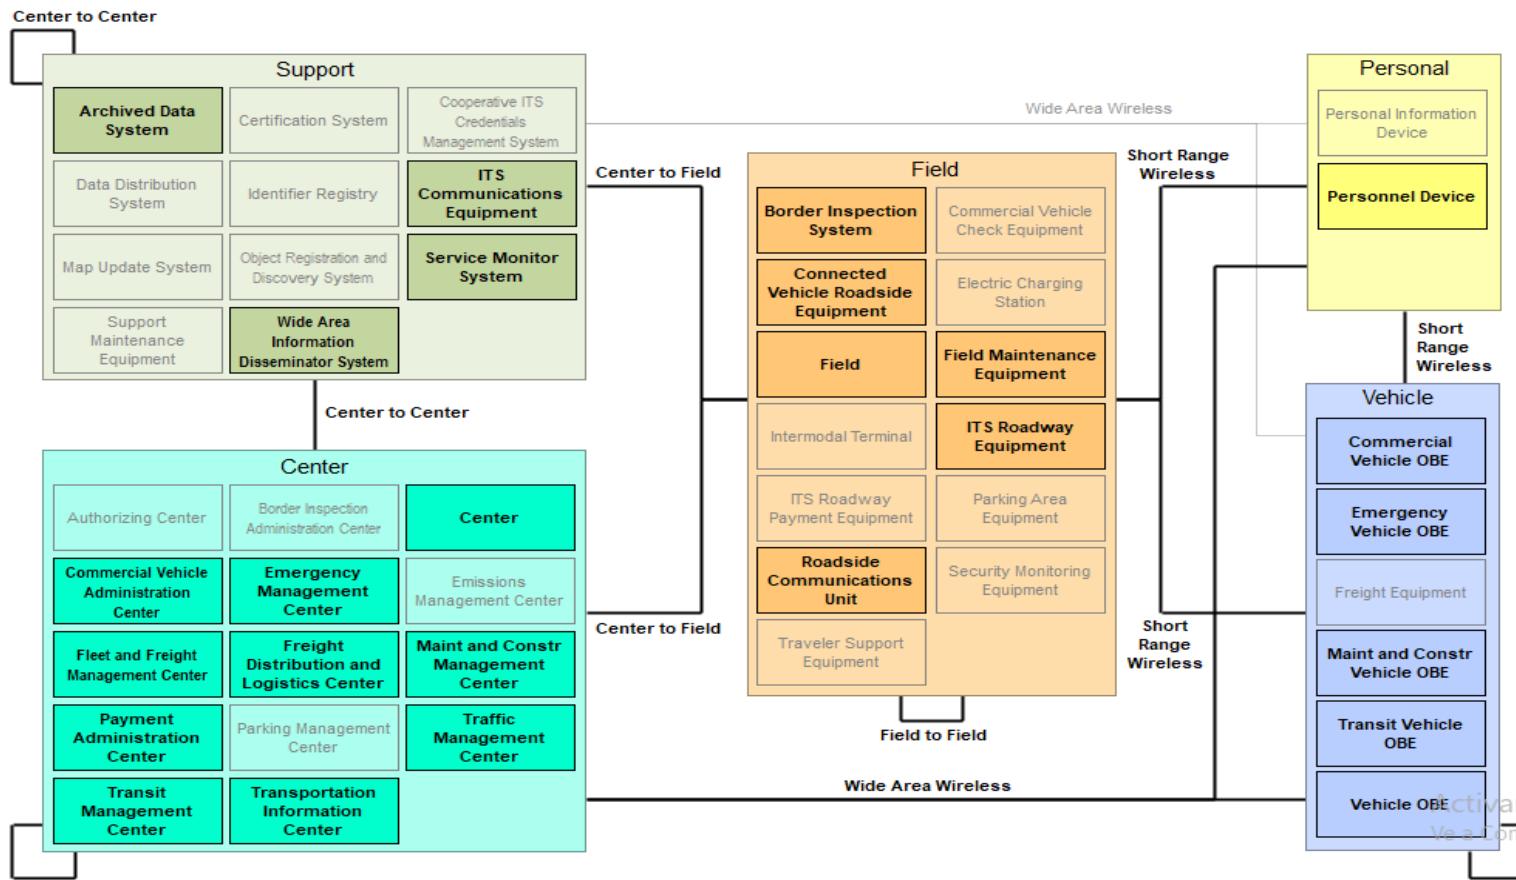 Center to Center
Support
Archived Data
System
Certification System
Cooperative ITS
Credentials
Management System
Data Distribution
System
Identifier Registry
ITS
Communications
Equipment
Map Update System
Object Registration and
Discovery System
Service Monitor
System
Support
Maintenance
Equipment
Wide Area
Information
Disseminator System
Center to Center
Center
Authorizing Center
Border Inspection
Administration Center
Center
Commercial Vehicle
Administration
Center
Emergency
Management
Center
Emissions
Management Center
Fleet and Freight
Management Center
Freight
Distribution and
Logistics Center
Maint and Constr
Management
Center
Payment
Administration
Center
Parking Management
Center
Traffic
Management
Center
Transit
Management
Center
Transportation
Information
Center
Center to Field
Center to Field
Wide Area Wireless
Field
Border Inspection
System
Commercial Vehicle
Check Equipment
Connected
Vehicle Roadside
Equipment
Electric Charging
Station
Field
Field Maintenance
Equipment
Intermodal Terminal
ITS Roadway
Equipment
ITS Roadway
Payment Equipment
Parking Area
Equipment
Roadside
Communications
Unit
Security Monitoring
Equipment
Traveler Support
Equipment
Field to Field
Wide Area Wireless
Short Range
Wireless
Short
Range
Wireless
Personal
Personal Information
Device
Personnel Device
Short
Range
Wireless
Vehicle
Commercial
Vehicle OBE
Emergency
Vehicle OBE
Freight Equipment
Maint and Constr
Vehicle OBE
Transit Vehicle
OBE
Vehicle OBE
Activa
Ve a Con